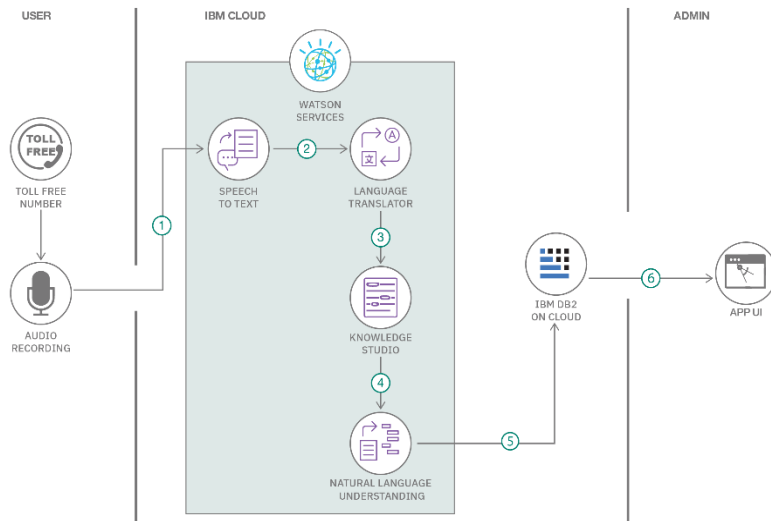 USER
IBM CLOUD
ADMIN
WATSON
SERVICES
TOLL
FREE
TOLL FREE
NUMBER
1
SPEECH
TO TEXT
2
A
文
LANGUAGE
TRANSLATOR
3
AUDIO
RECORDING
KNOWLEDGE
STUDIO
4
NATURAL LANGUAGE
UNDERSTANDING
5
IBM DB2
ON CLOUD
6
APP UI